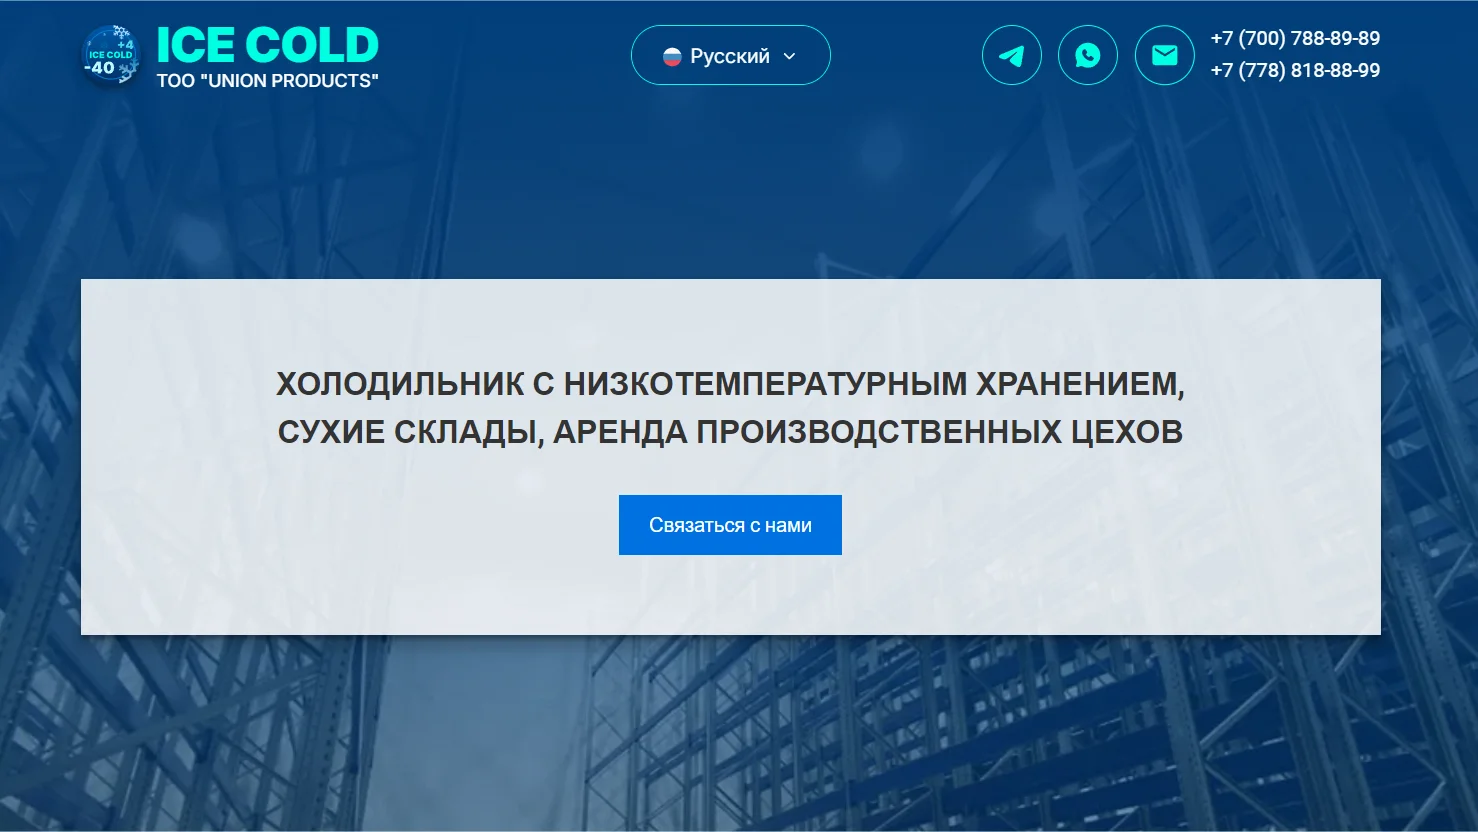 +4
ICE COLD
-40
ICE COLD
ТОО "UNION PRODUCTS"
Русский
+7 (700) 788-89-89
+7 (778) 818-88-99
ХОЛОДИЛЬНИК С НИЗКОТЕМПЕРАТУРНЫМ ХРАНЕНИЕМ,
СУХИЕ СКЛАДЫ, АРЕНДА ПРОИЗВОДСТВЕННЫХ ЦЕХОВ
Связаться с нами